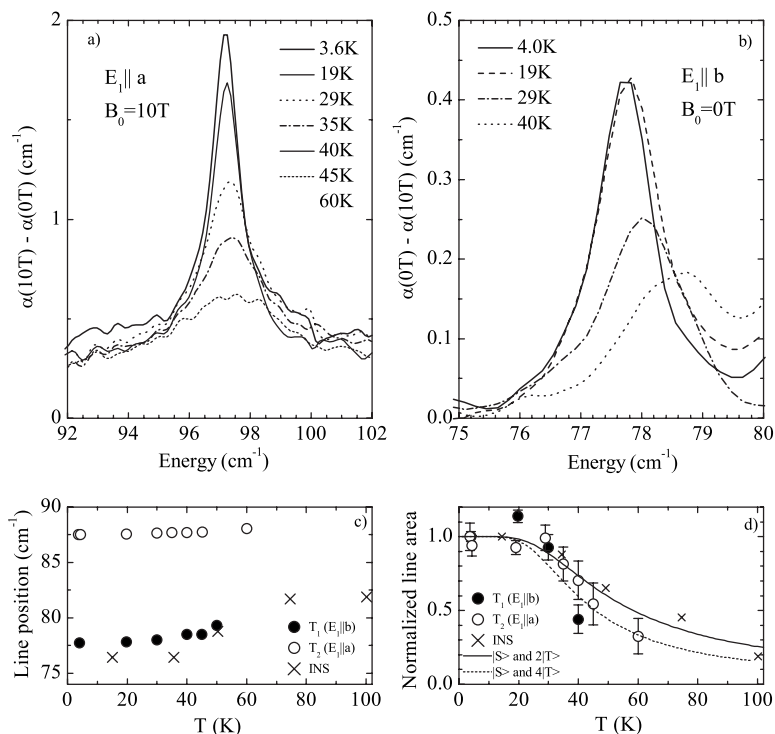 a)
E1|| a
B0=10T
3.6K
19K
29K
35K
40K
45K
60K
α(10T) - α(0T) (cm-1)
2
1
0
92 94 96 98 100 102
Energy (cm-1)
b)
4.0K
19K
29K
40K
E1|| b
B0=0T
α(0T) - α(10T) (cm-1)
0.5
0.4
0.3
0.2
0.1
0.0
75 76 77 78 79 80
Energy (cm-1)
c)
Line position (cm-1)
90
85
80
75
T1 (E1||b)
T2 (E1||a)
INS
0 20 40 60 80 100
T (K)
d)
Normalized line area
1.0
0.5
0.0
T1 (E1||b)
T2 (E1||a)
INS
|S> and 2|T>
|S> and 4|T>
0 20 40 60 80 100
T (K)